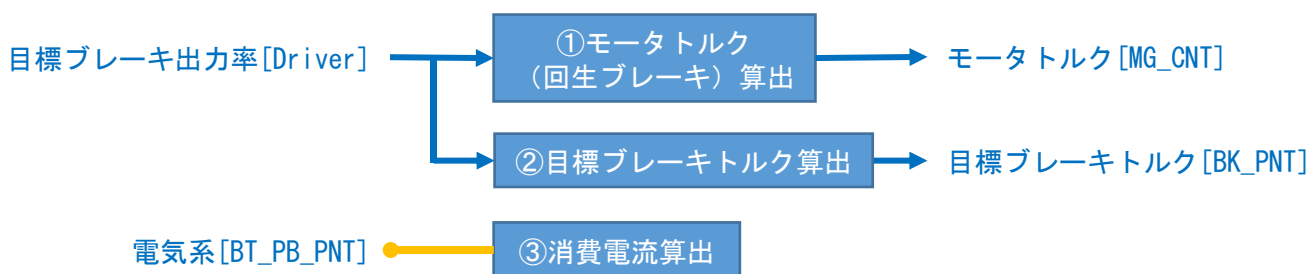 目標ブレーキ出力率[Driver]
①モータトルク
（回生ブレーキ）算出
モータトルク[MG_CNT]
②目標ブレーキトルク算出
目標ブレーキトルク[BK_PNT]
電気系[BT_PB_PNT]
③消費電流算出